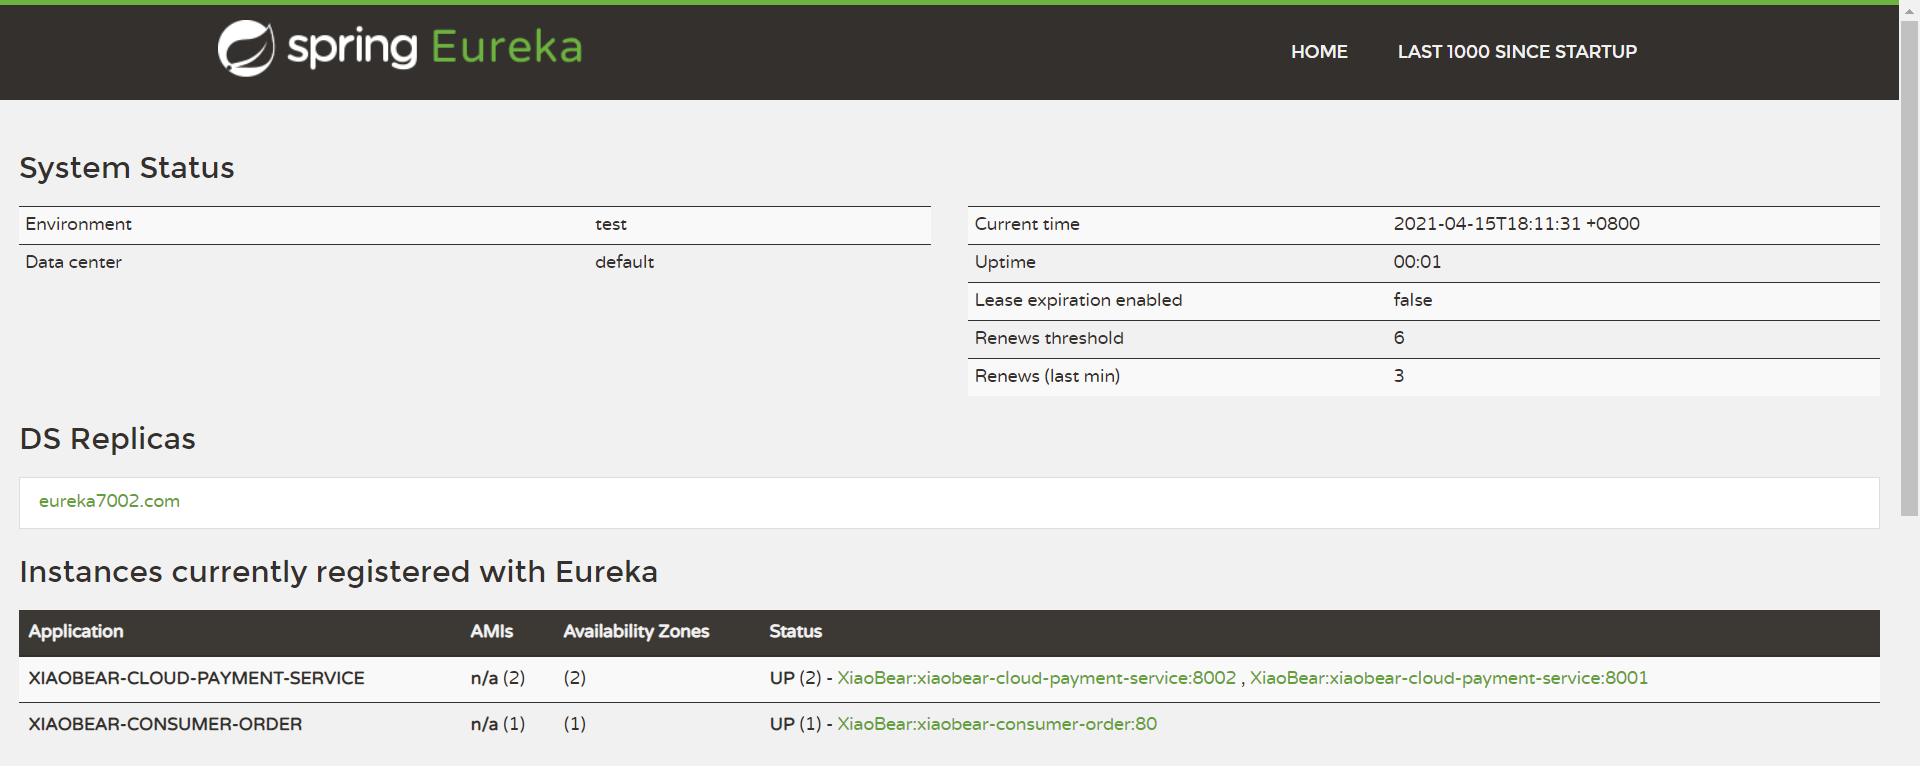 spring Eureka
HOME LAST 1000 SINCE STARTUP
System Status
Environment test
Data center default
Current time 2021-04-15T18:11:31 +0800
Uptime 00:01
Lease expiration enabled false
Renews threshold 6
Renews (last min) 3
DS Replicas
eureka7002.com
Instances currently registered with Eureka
Application AMIs Availability Zones Status
XIAOBEAR-CLOUD-PAYMENT-SERVICE n/a (2) (2) UP (2) - XiaoBear:xiaobear-cloud-payment-service:8002 , XiaoBear:xiaobear-cloud-payment-service:8001
XIAOBEAR-CONSUMER-ORDER n/a (1) (1) UP (1) - XiaoBear:xiaobear-consumer-order:80